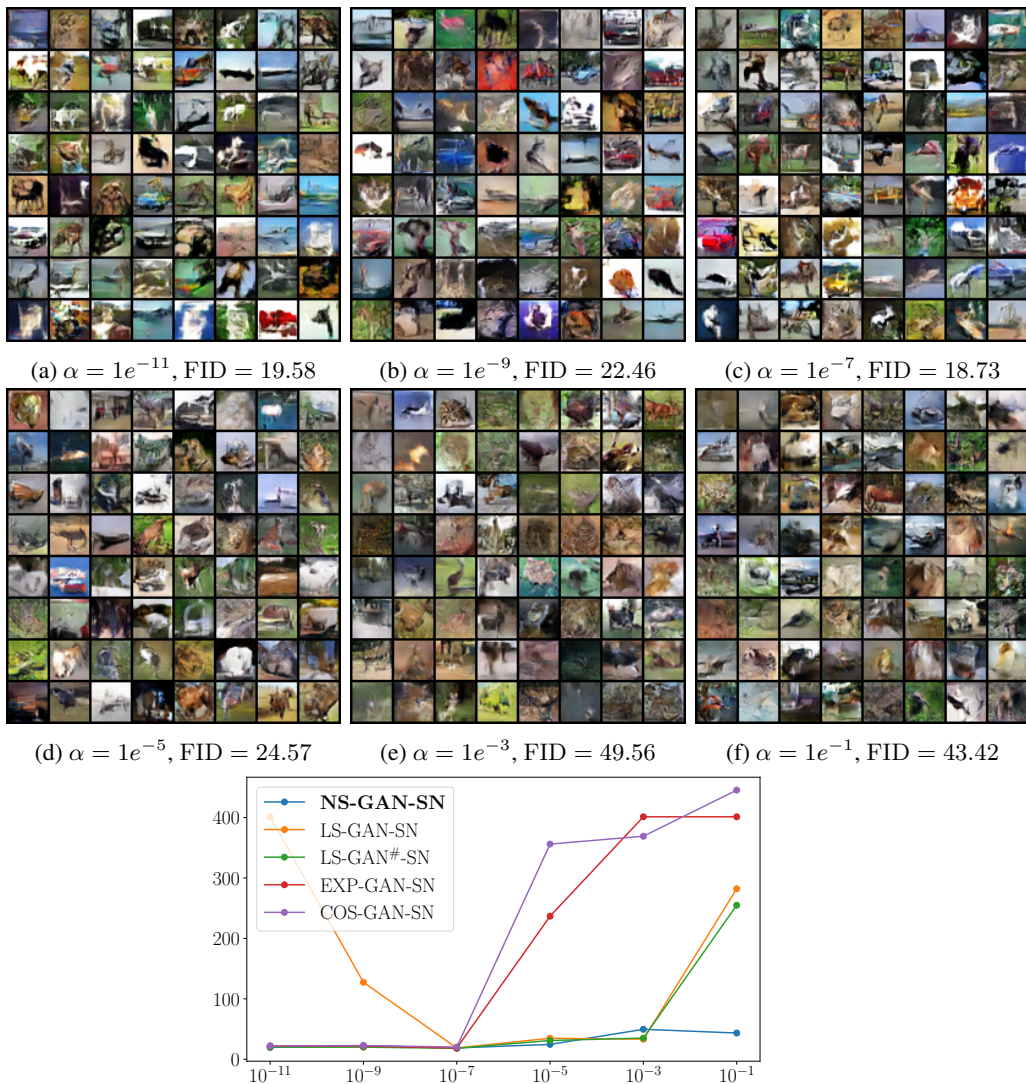 (a) α = 1e⁻¹¹, FID = 19.58
(b) α = 1e⁻⁹, FID = 22.46
(c) α = 1e⁻⁷, FID = 18.73
(d) α = 1e⁻⁵, FID = 24.57
(e) α = 1e⁻³, FID = 49.56
(f) α = 1e⁻¹, FID = 43.42
NS-GAN-SN
LS-GAN-SN
LS-GAN#-SN
EXP-GAN-SN
COS-GAN-SN
400
300
200
100
0
10⁻¹¹
10⁻⁹
10⁻⁷
10⁻⁵
10⁻³
10⁻¹